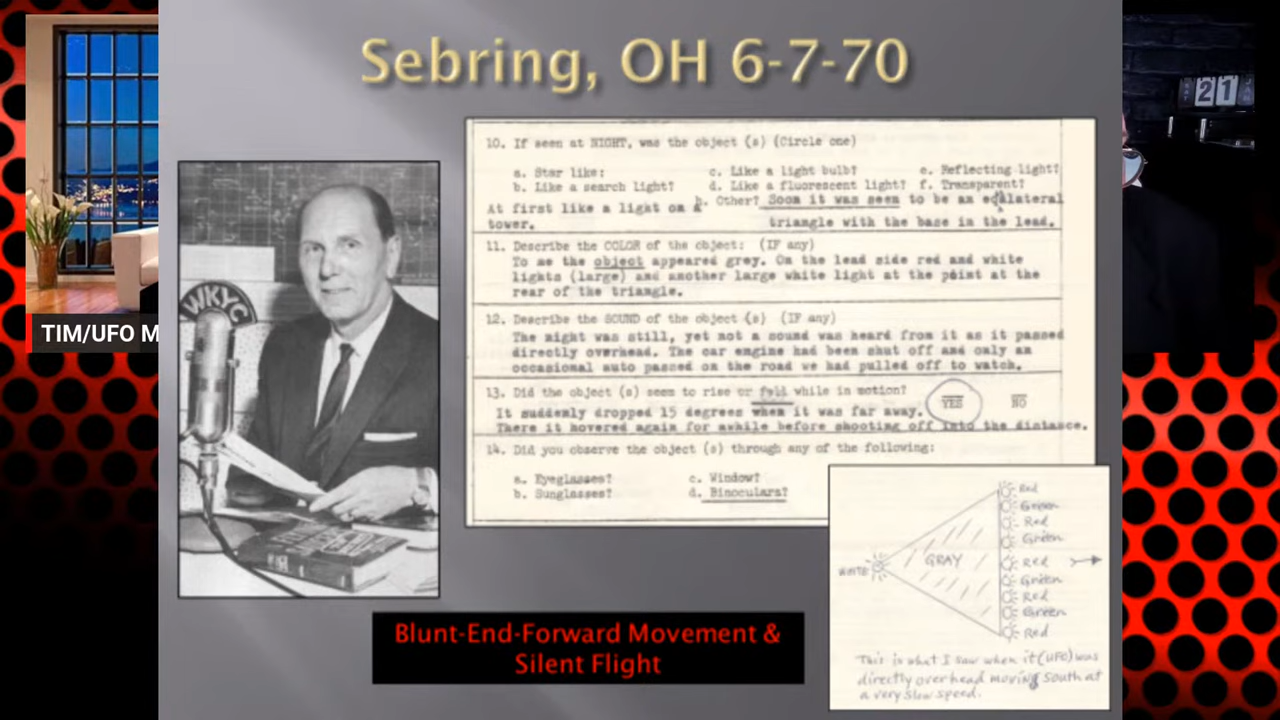 Sebring, OH 6-7-70
21
TIM/UFO M
WKYC
10. If seen at NIGHT, was the object (s) (Circle one)
a. Star like: c. Like a light bulb? e. Reflecting light?
b. Like a search light? d. Like a fluorescent light? f. Transparent?
At first like a light on a h. Other? Soon it was seen to be an equalateral
tower. triangle with the base in the lead.
11. Describe the COLOR of the object: (IF any)
To me the object appeared grey. On the lead side red and white
lights (large) and another large white light at the point at the
rear of the triangle.
12. Describe the SOUND of the object (s) (IF any)
The night was still, yet not a sound was heard from it as it passed
directly overhead. The car engine had been shut off and only an
occasional auto passed on the road we had pulled off to watch.
13. Did the object (s) seem to rise or fall while in motion? YES NO
It suddenly dropped 15 degrees when it was far away.
There it hovered again for awhile before shooting off into the distance.
14. Did you observe the object (s) through any of the following:
a. Eyeglasses? c. Window?
b. Sunglasses? d. Binoculars?
Red
Green
Red
Green
WHITE GRAY Red
Green
Red
Green
Red
This is what I saw when it (UFO) was
directly overhead moving South at
a very slow speed.
Blunt-End-Forward Movement &
Silent Flight